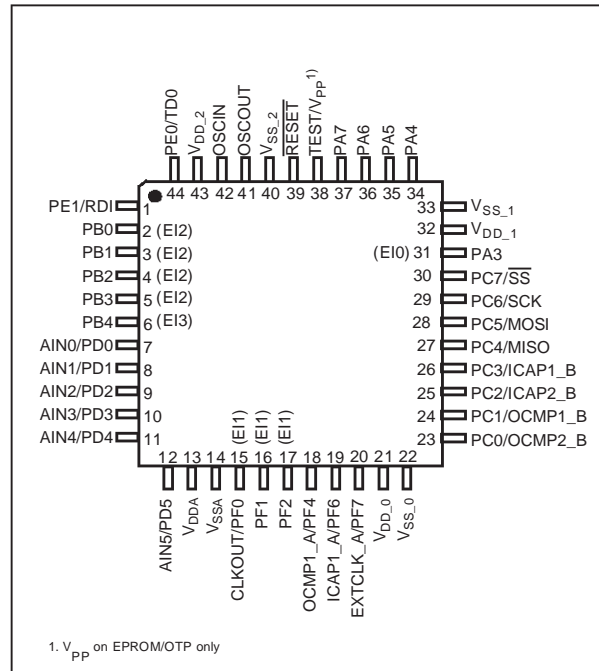 PE0/TD0
VDD_2
OSCIN
OSCOUT
VSS_2
RESET
TEST/VPP1)
PA7
PA6
PA5
PA4
44 43 42 41 40 39 38 37 36 35 34
PE1/RDI 1
PB0 2 (EI2)
PB1 3 (EI2)
PB2 4 (EI2)
PB3 5 (EI2)
PB4 6 (EI3)
AIN0/PD0 7
AIN1/PD1 8
AIN2/PD2 9
AIN3/PD3 10
AIN4/PD4 11
33 VSS_1
32 VDD_1
(EI0) 31 PA3
30 PC7/SS
29 PC6/SCK
28 PC5/MOSI
27 PC4/MISO
26 PC3/ICAP1_B
25 PC2/ICAP2_B
24 PC1/OCMP1_B
23 PC0/OCMP2_B
(EI1) (EI1) (EI1)
12 13 14 15 16 17 18 19 20 21 22
AIN5/PD5
VDDA
VSSA
CLKOUT/PF0
PF1
PF2
OCMP1_A/PF4
ICAP1_A/PF6
EXTCLK_A/PF7
VDD_0
VSS_0
1. VPP on EPROM/OTP only